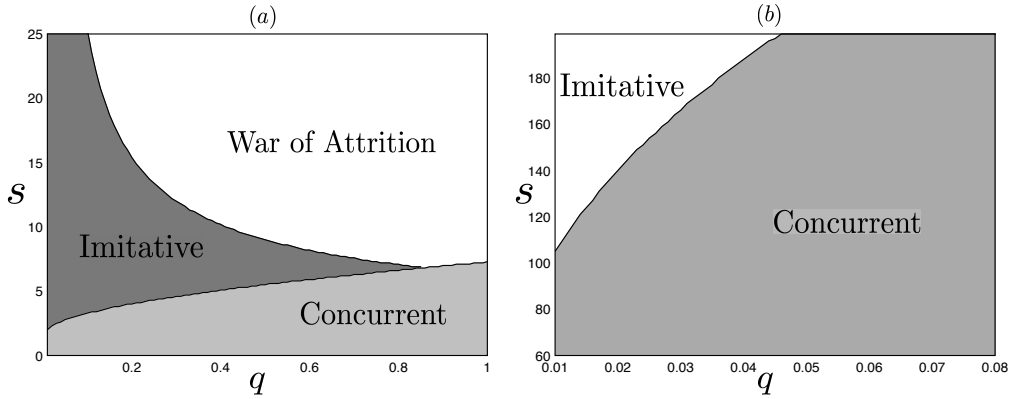 (a)
25
20
15
10
5
0
s
War of Attrition
Imitative
Concurrent
0.2 0.4 0.6 0.8 1
q
(b)
180
160
140
120
100
80
60
s
Imitative
Concurrent
0.01 0.02 0.03 0.04 0.05 0.06 0.07 0.08
q